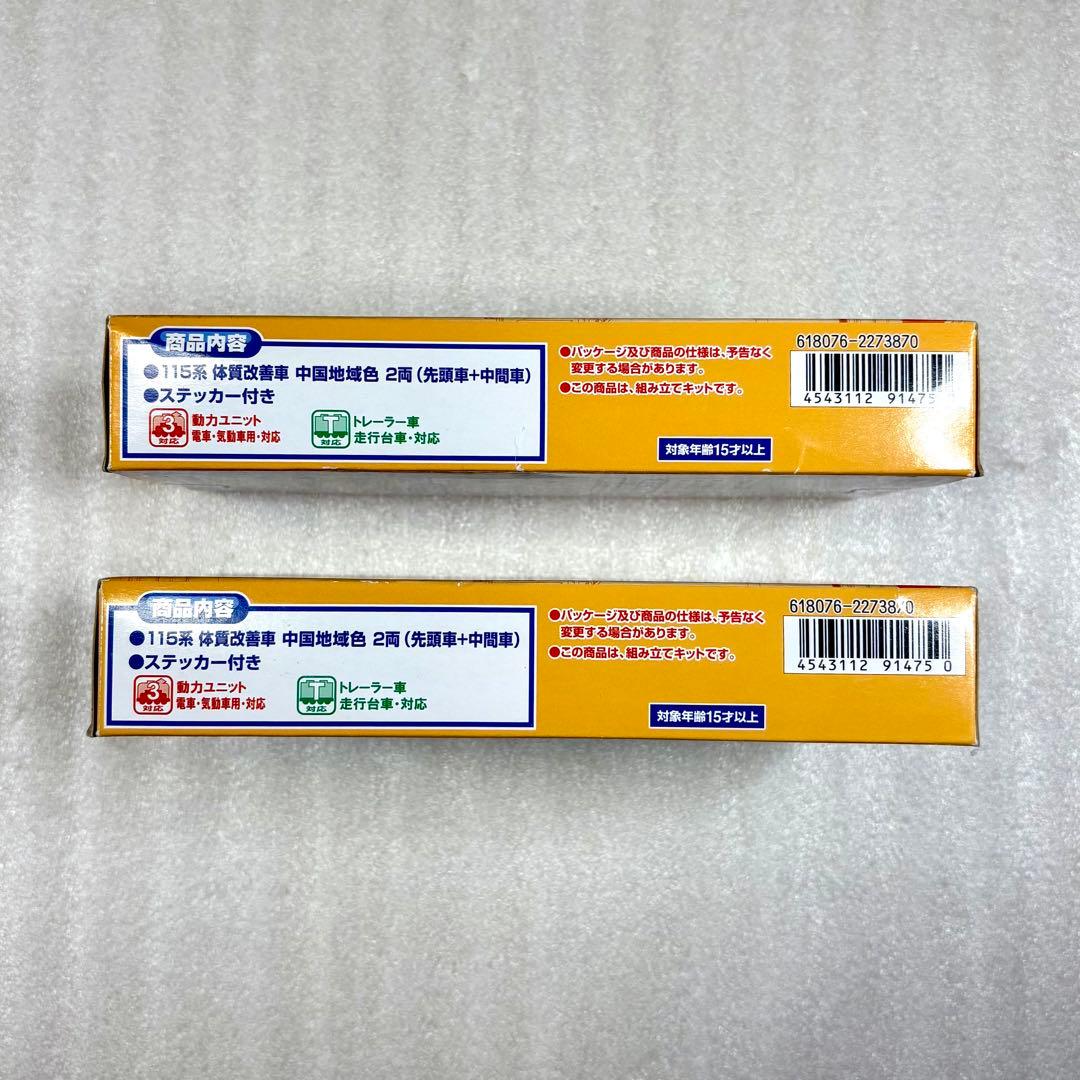 商品内容
●115系 体質改善車 中国地域色 2両(先頭車+中間車)
●ステッカー付き
3
対応
動力ユニット
電車・気動車用・対応
T
対応
トレーラー車
走行台車・対応
●パッケージ及び商品の仕様は、予告なく
変更する場合があります。
●この商品は、組み立てキットです。
対象年齢15才以上
618076-2273870
4543112 91475 0
商品内容
●115系 体質改善車 中国地域色 2両(先頭車+中間車)
●ステッカー付き
3
対応
動力ユニット
電車・気動車用・対応
T
対応
トレーラー車
走行台車・対応
●パッケージ及び商品の仕様は、予告なく
変更する場合があります。
●この商品は、組み立てキットです。
対象年齢15才以上
618076-2273870
4543112 91475 0